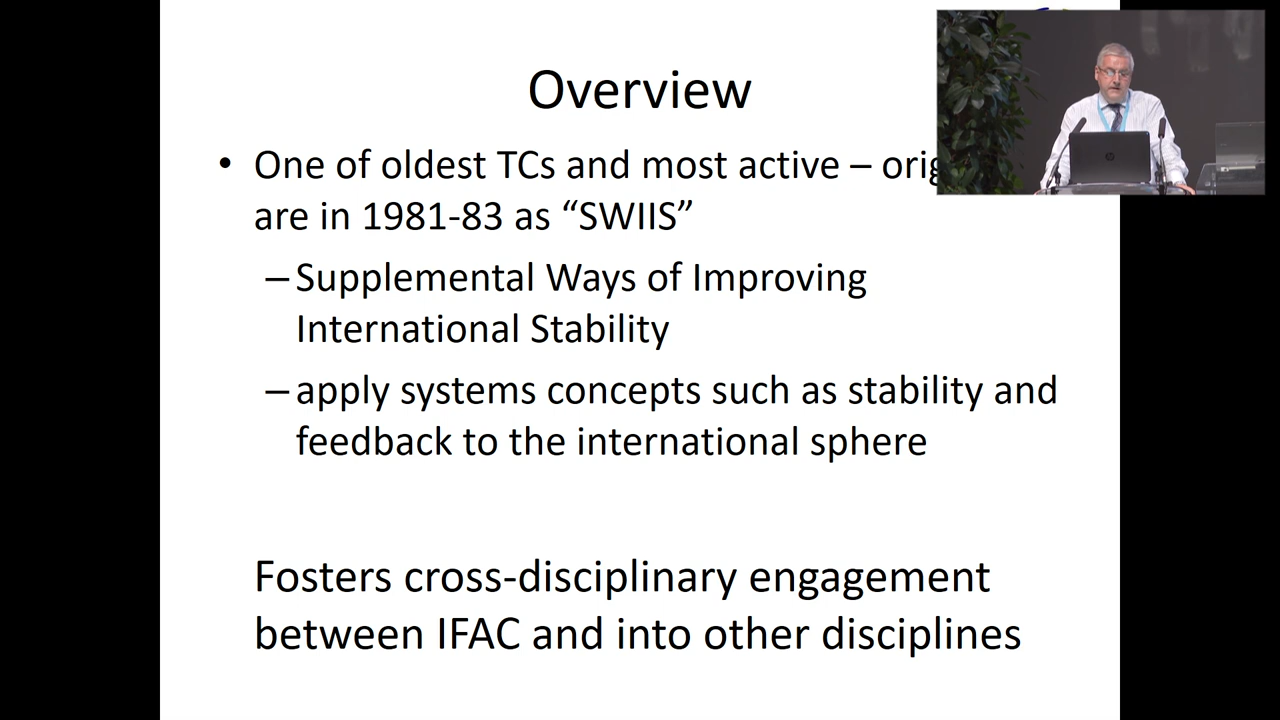 Overview
• One of oldest TCs and most active –
are in 1981-83 as “SWIIS”
– Supplemental Ways of Improving
International Stability
– apply systems concepts such as stability and
feedback to the international sphere
Fosters cross-disciplinary engagement
between IFAC and into other disciplines